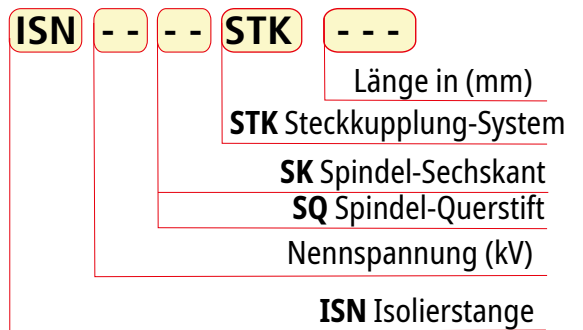 ISN - - - - STK - - -
Länge in (mm)
STK Steckkupplung-System
SK Spindel-Sechskant
SQ Spindel-Querstift
Nennspannung (kV)
ISN Isolierstange